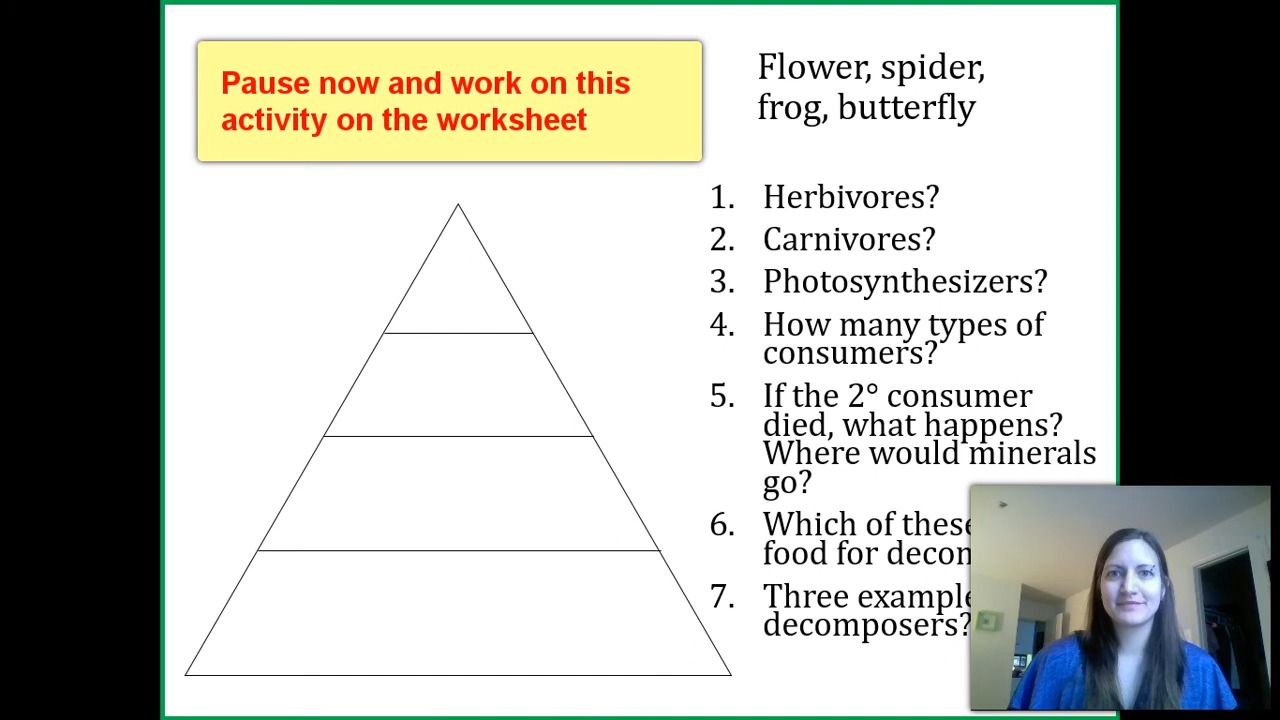 Pause now and work on this
activity on the worksheet
Flower, spider,
frog, butterfly
1. Herbivores?
2. Carnivores?
3. Photosynthesizers?
4. How many types of
consumers?
5. If the 2° consumer
died, what happens?
Where would minerals
go?
6. Which of these
food for
7. Three
decomposers?